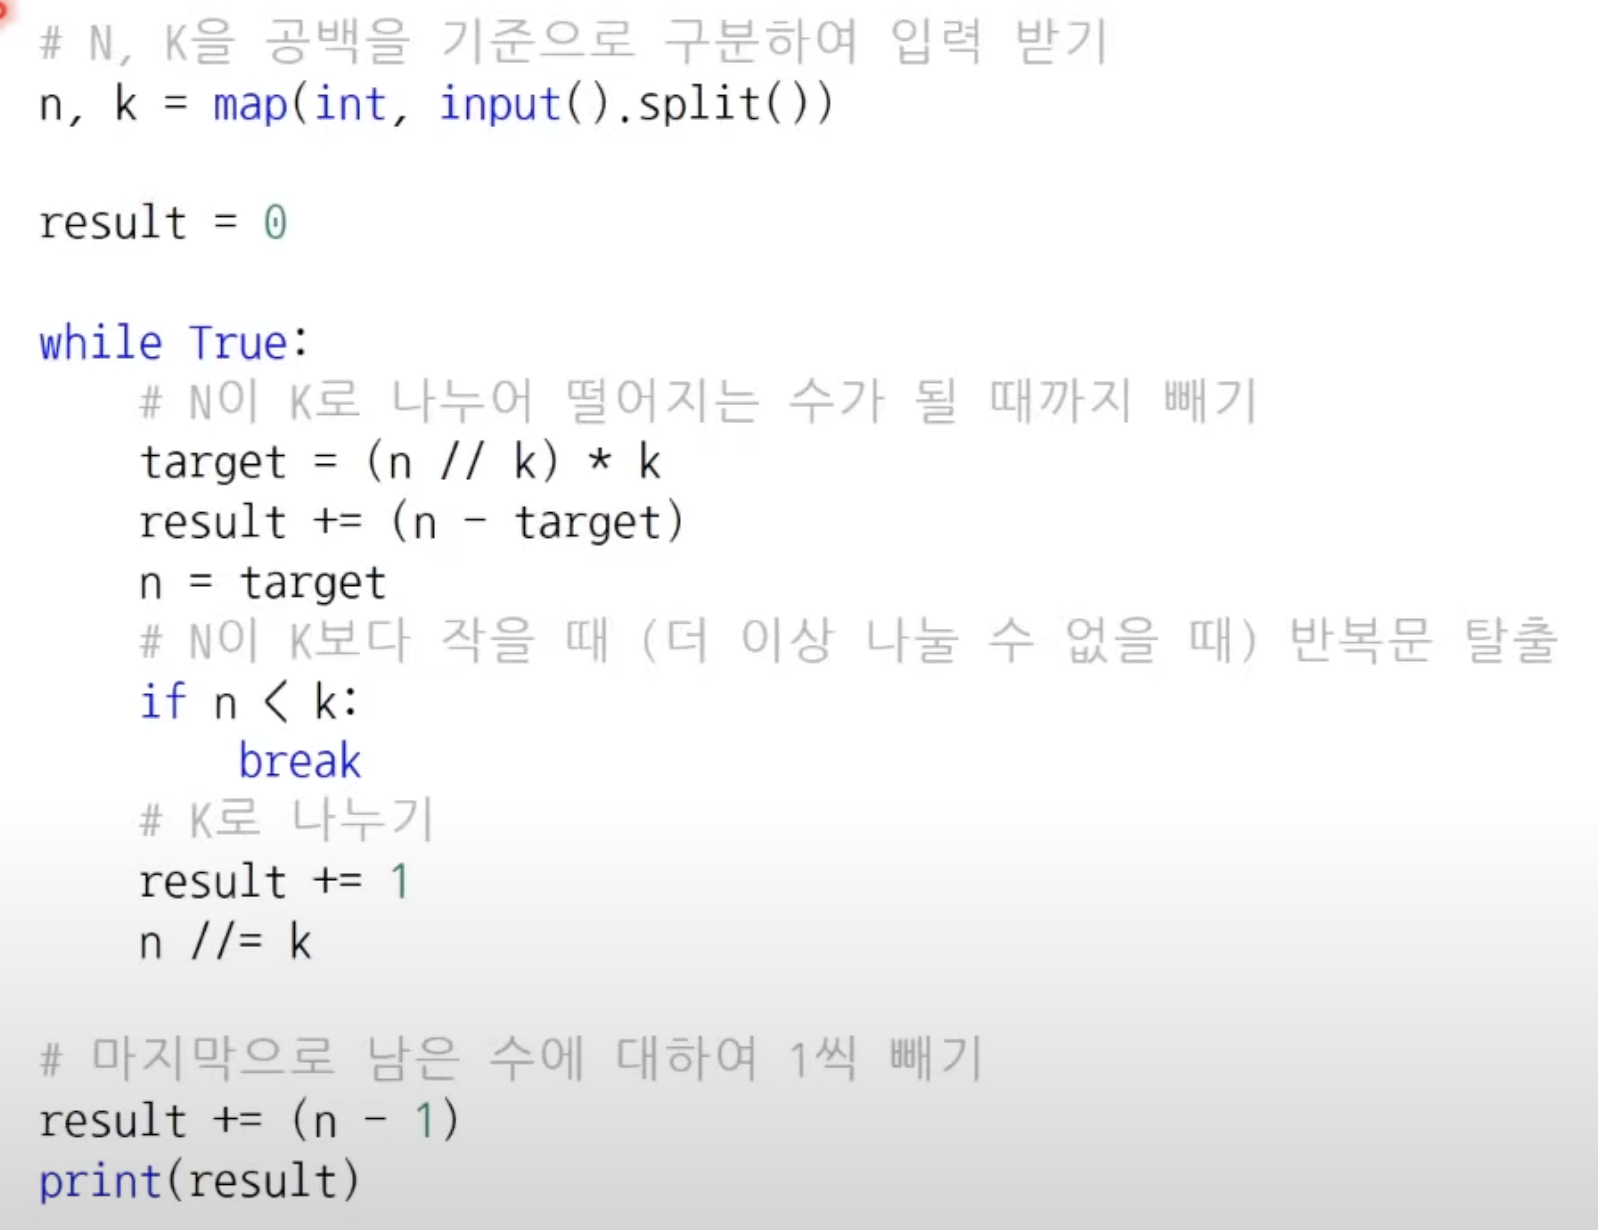 # N, K을 공백을 기준으로 구분하여 입력 받기
n, k = map(int, input().split())
result = 0
while True:
    # N이 K로 나누어 떨어지는 수가 될 때까지 빼기
    target = (n // k) * k
    result += (n - target)
    n = target
    # N이 K보다 작을 때 (더 이상 나눌 수 없을 때) 반복문 탈출
    if n < k:
        break
    # K로 나누기
    result += 1
    n //= k
# 마지막으로 남은 수에 대하여 1씩 빼기
result += (n - 1)
print(result)